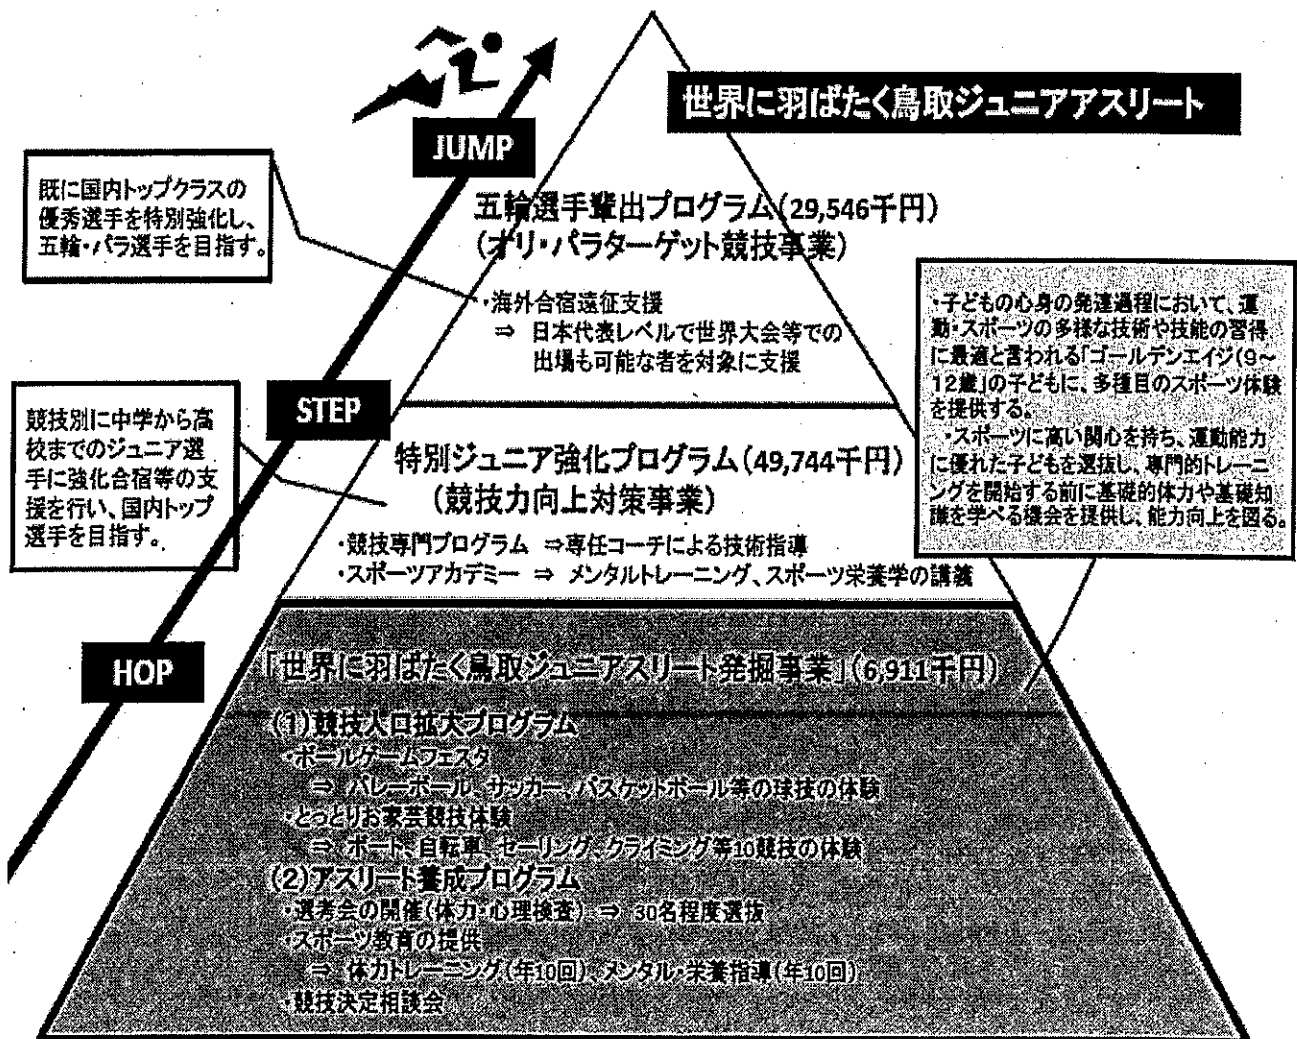 世界に羽ばたく鳥取ジュニアアスリート
JUMP
既に国内トップクラスの
優秀選手を特別強化し、
五輪・パラ選手を目指す。
五輪選手輩出プログラム(29,546千円)
(オリ・パラターゲット競技事業)
・海外合宿遠征支援
⇒ 日本代表レベルで世界大会等での
出場も可能な者を対象に支援
・子どもの心身の発達過程において、運
動・スポーツの多様な技術や技能の習得
に最適と言われる「ゴールデンエイジ(9～
12歳」の子どもに、多種目のスポーツ体験
を提供する。
・スポーツに高い関心を持ち、運動能力
に優れた子どもを選抜し、専門的トレーニ
ングを開始する前に基礎的体力や基礎知
識を学べる機会を提供し、能力向上を図る。
STEP
競技別に中学から高
校までのジュニア選
手に強化合宿等の支
援を行い、国内トップ
選手を目指す。
特別ジュニア強化プログラム(49,744千円)
(競技力向上対策事業)
・競技専門プログラム ⇒専任コーチによる技術指導
・スポーツアカデミー ⇒ メンタルトレーニング、スポーツ栄養学の講義
HOP
「世界に羽ばたく鳥取ジュニアスリート発掘事業」(6,911千円)
(1)競技人口拡大プログラム
・ボールゲームフェスタ
⇒ バレーボール、サッカー、バスケットボール等の球技の体験
・とっとりお家芸競技体験
⇒ ボート、自転車、セーリング、クライミング等10競技の体験
(2)アスリート養成プログラム
・選考会の開催(体力・心理検査) ⇒ 30名程度選抜
・スポーツ教育の提供
⇒ 体力トレーニング(年10回)、メンタル・栄養指導(年10回)
・競技決定相談会